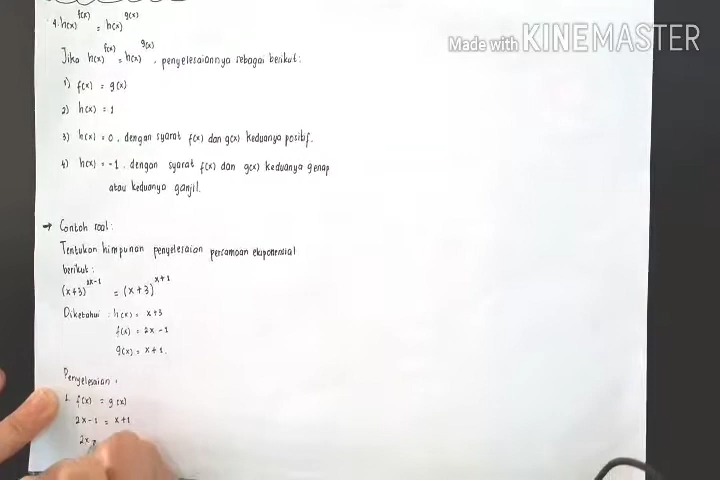 4. h(x)^f(x) = h(x)^g(x)
Made with KINEMASTER
Jika h(x)^f(x) = h(x)^g(x), penyelesaiannya sebagai berikut:
1) f(x) = g(x)
2) h(x) = 1
3) h(x) = 0, dengan syarat f(x) dan g(x) keduanya positif.
4) h(x) = -1, dengan syarat f(x) dan g(x) keduanya genap
atau keduanya ganjil.
→ Contoh soal:
Tentukan himpunan penyelesaian persamaan eksponensial
berikut:
(x+3)^2x-1 = (x+3)^x+1
Diketahui : h(x) = x+3
f(x) = 2x-1
g(x) = x+1.
Penyelesaian,
1. f(x) = g(x)
2x-1 = x+1
2x